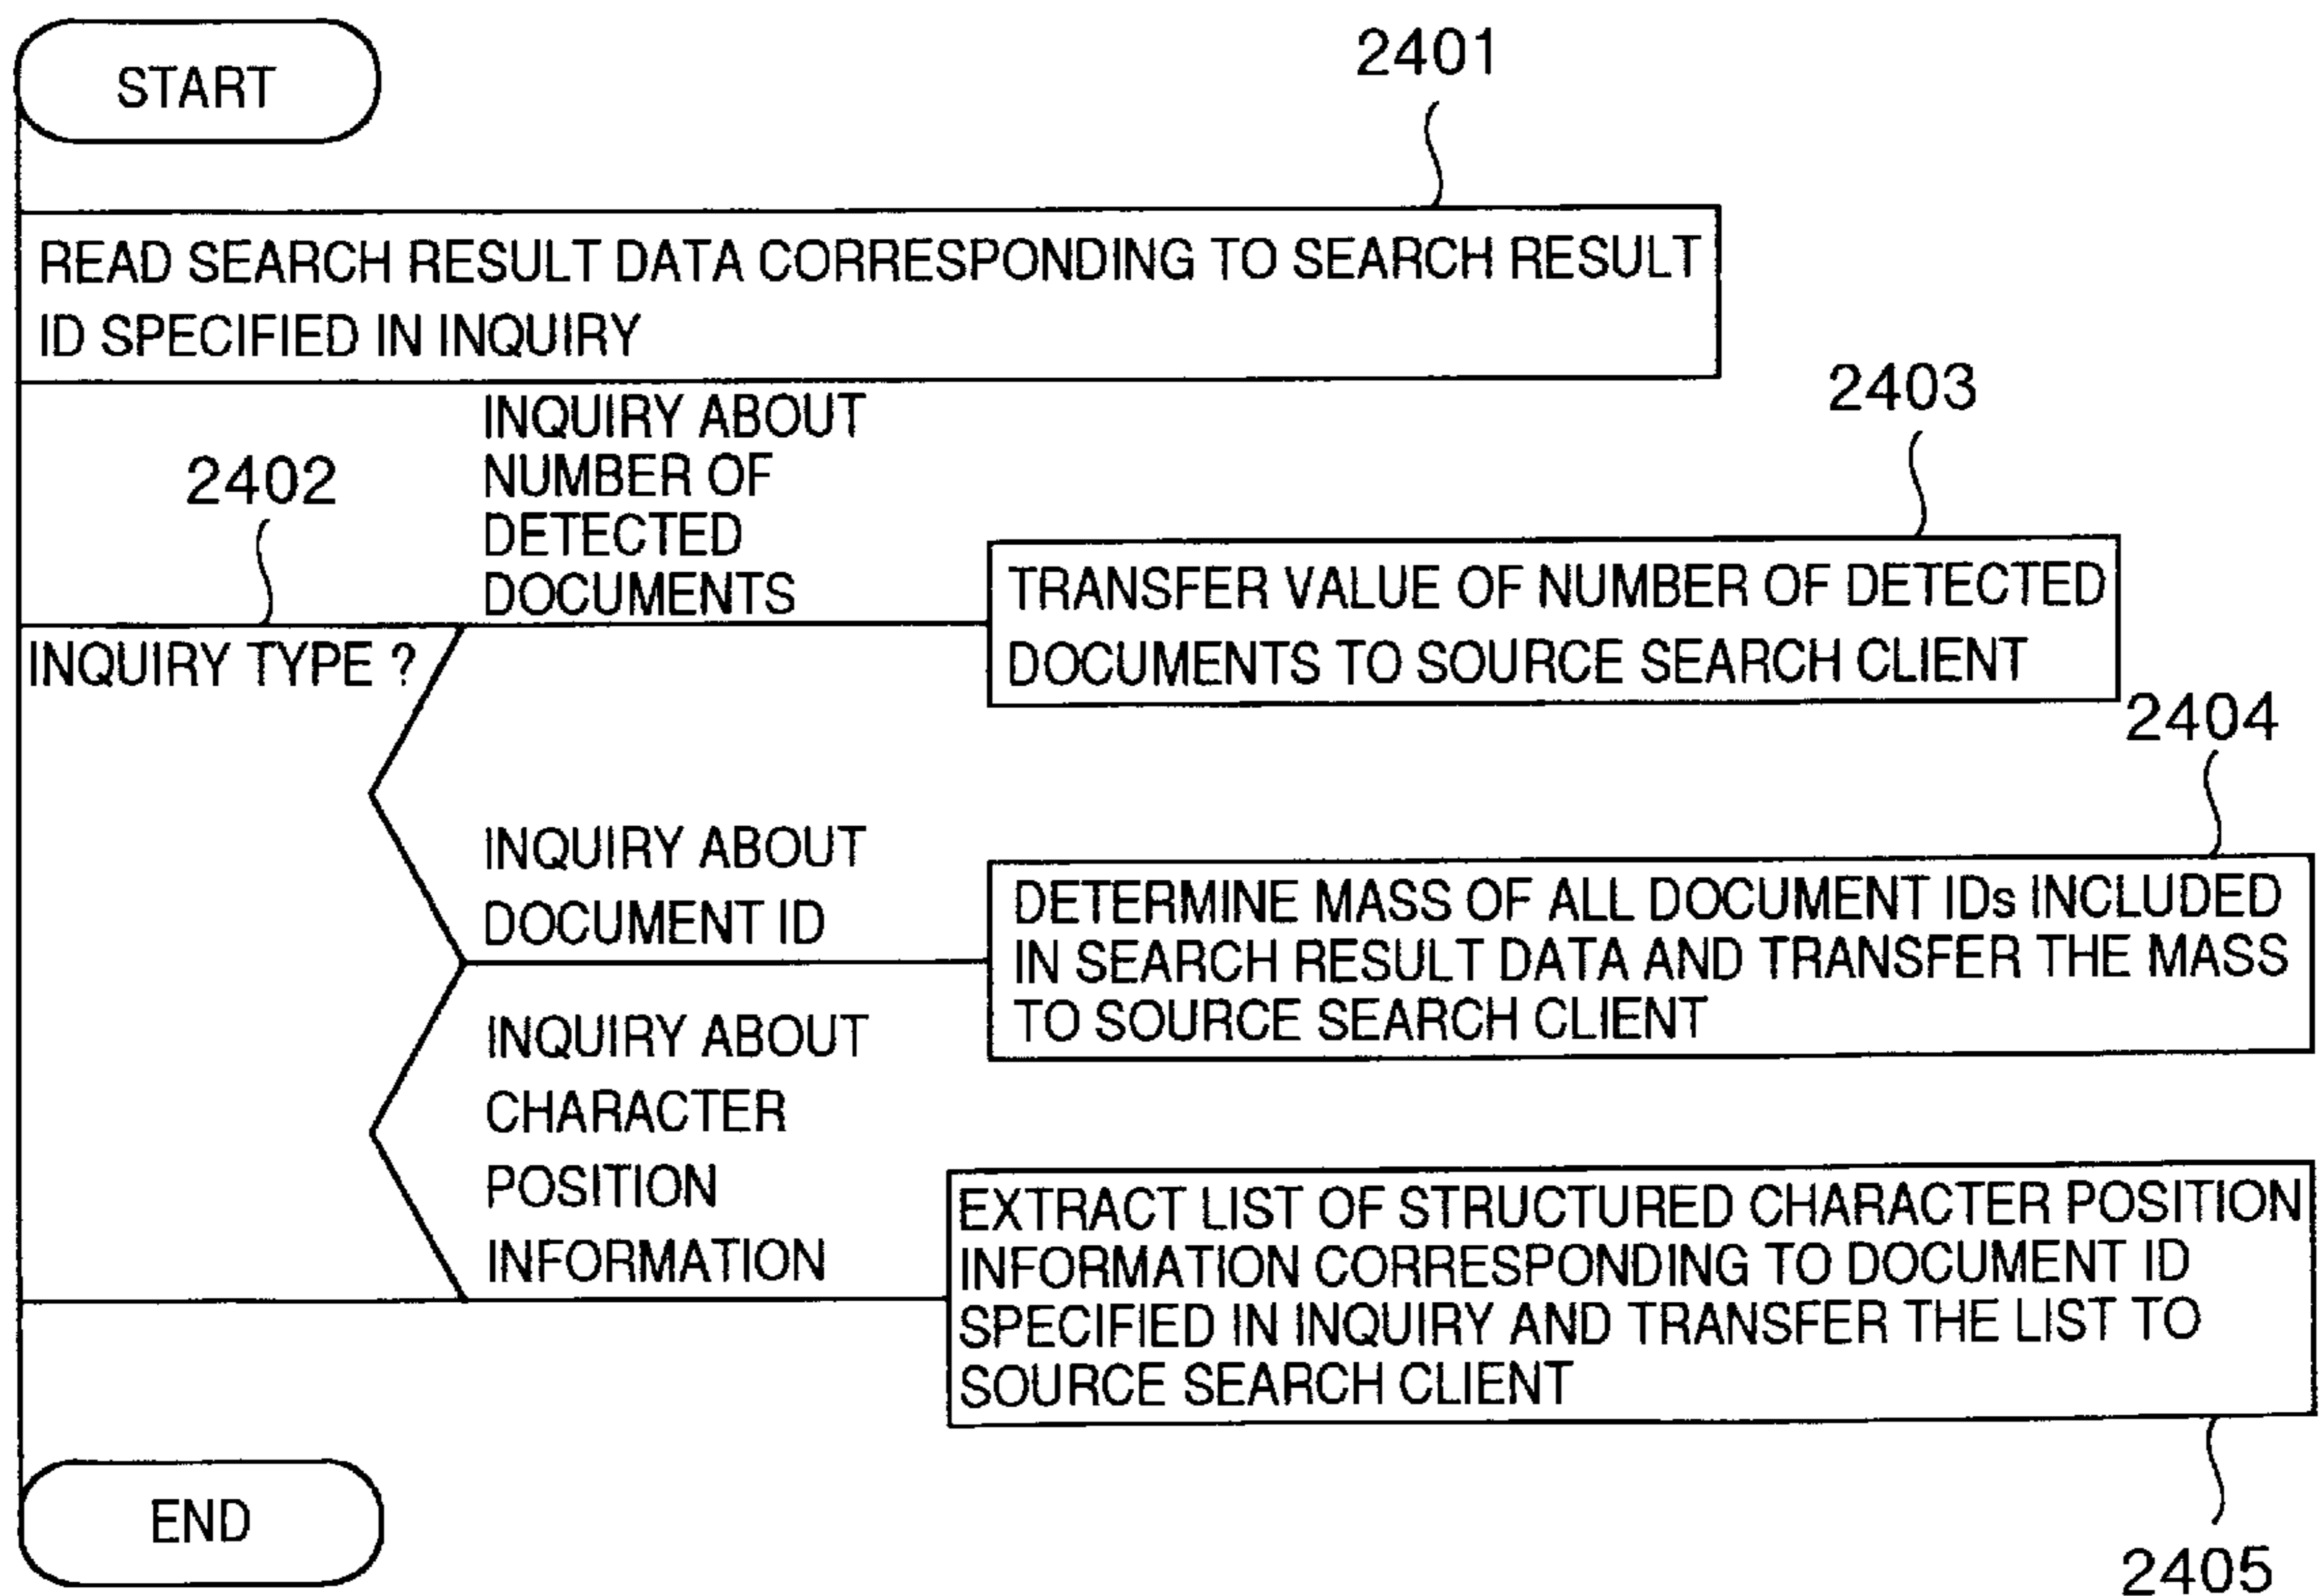 START
2401
READ SEARCH RESULT DATA CORRESPONDING TO SEARCH RESULT
ID SPECIFIED IN INQUIRY
2402
INQUIRY ABOUT
NUMBER OF
DETECTED
DOCUMENTS
2403
TRANSFER VALUE OF NUMBER OF DETECTED
DOCUMENTS TO SOURCE SEARCH CLIENT
INQUIRY TYPE ?
2404
INQUIRY ABOUT
DOCUMENT ID
DETERMINE MASS OF ALL DOCUMENT IDs INCLUDED
IN SEARCH RESULT DATA AND TRANSFER THE MASS
TO SOURCE SEARCH CLIENT
INQUIRY ABOUT
CHARACTER
POSITION
INFORMATION
EXTRACT LIST OF STRUCTURED CHARACTER POSITION
INFORMATION CORRESPONDING TO DOCUMENT ID
SPECIFIED IN INQUIRY AND TRANSFER THE LIST TO
SOURCE SEARCH CLIENT
2405
END